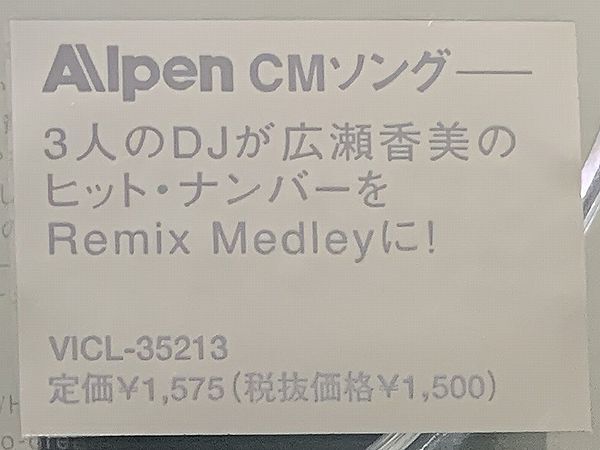 Alpen CMソング――
3人のDJが広瀬香美の
ヒット・ナンバーを
Remix Medleyに!
VICL-35213
定価¥1,575(税抜価格¥1,500)